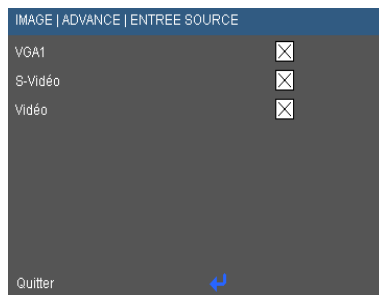 IMAGE | ADVANCE | ENTREE SOURCE
VGA1
S-Vidéo
Vidéo
Quitter